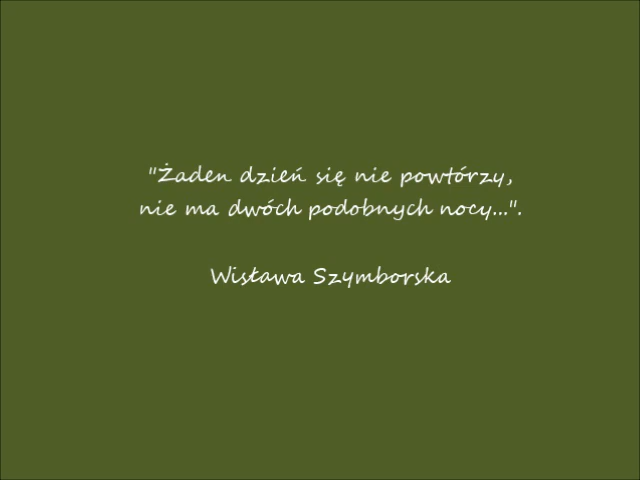 "Żaden dzień się nie powtórzy,
nie ma dwóch podobnych nocy...".
Wisława Szymborska